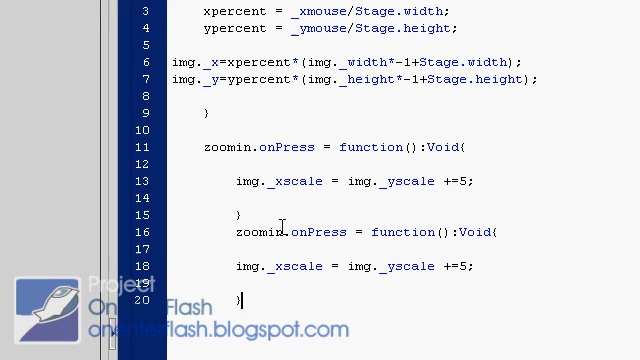 3 xpercent = _xmouse/Stage.width;
4 ypercent = _ymouse/Stage.height;
5
6 img._x=xpercent*(img._width*-1+Stage.width);
7 img._y=ypercent*(img._height*-1+Stage.height);
8
9 }
10
11 zoomin.onPress = function():Void{
12
13 img._xscale = img._yscale +=5;
14
15 }
16 zoomin.onPress = function():Void{
17
18 img._xscale = img._yscale +=5;
19
20 }
Project
onenterflash.blogspot.com